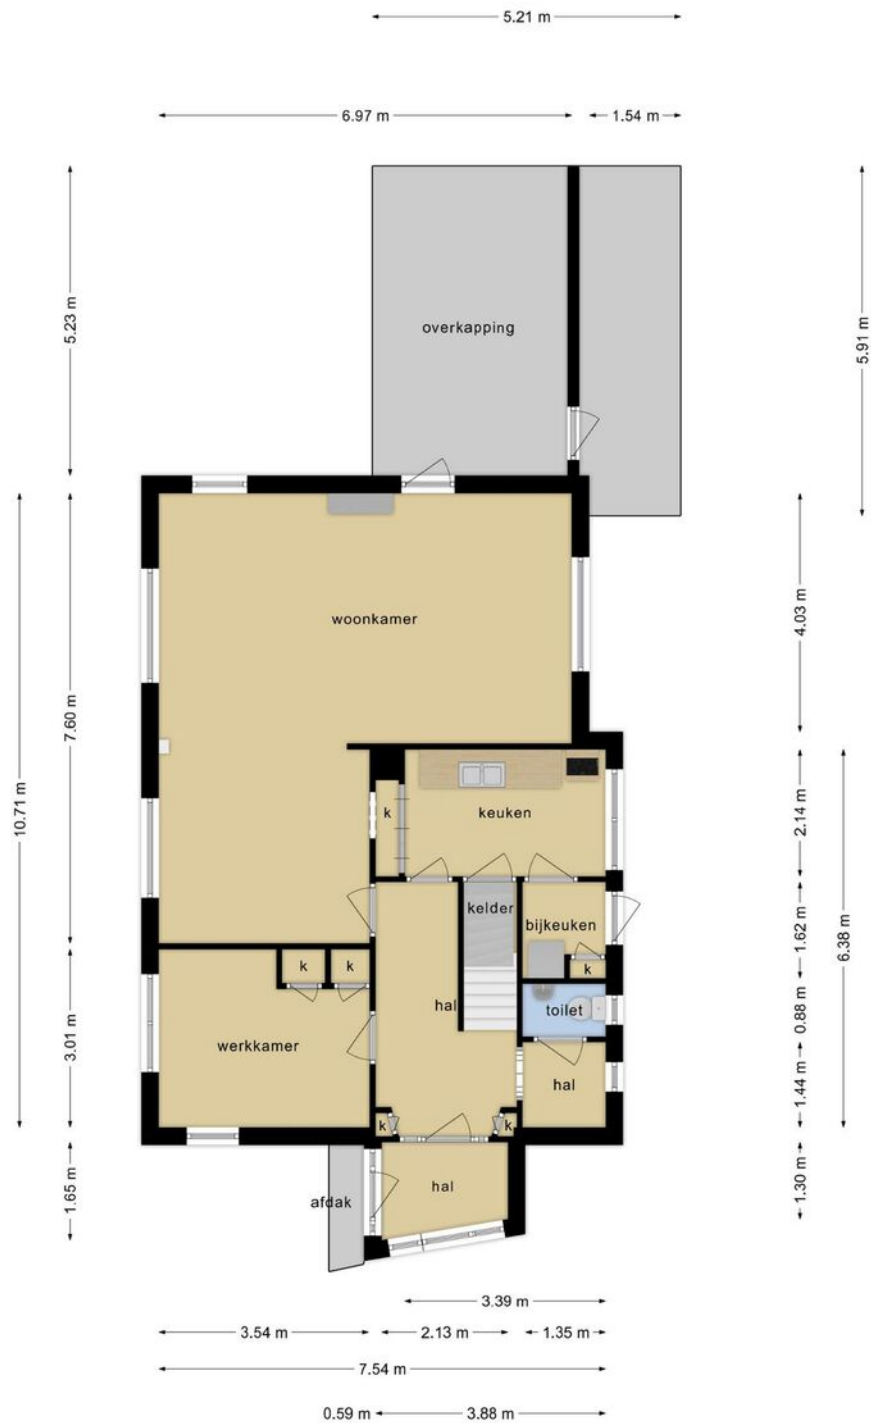 5.21 m
6.97 m
1.54 m
5.23 m
overkapping
5.91 m
woonkamer
4.03 m
7.60 m
10.71 m
k
keuken
2.14 m
kelder
bijkeuken
1.62 m
6.38 m
k
k
k
hal
toilet
0.88 m
werkkamer
3.01 m
hal
1.44 m
k
k
hal
afdak
1.65 m
1.30 m
3.39 m
3.54 m
2.13 m
1.35 m
7.54 m
0.59 m
3.88 m